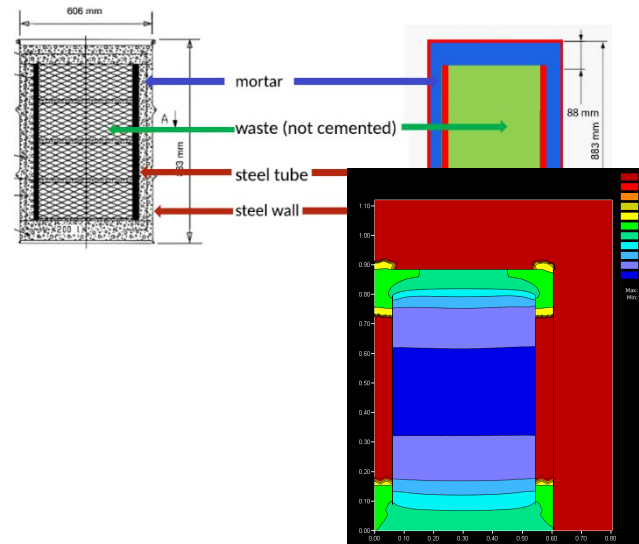 606 mm
mortar
A
waste (not cemented)
88 mm
883 mm
steel tube
steel wall
200 l
Max:
Min:
1.10
1.00
0.90
0.80
0.70
0.60
0.50
0.40
0.30
0.20
0.10
0.00
0.00 0.10 0.20 0.30 0.40 0.50 0.60 0.70 0.80